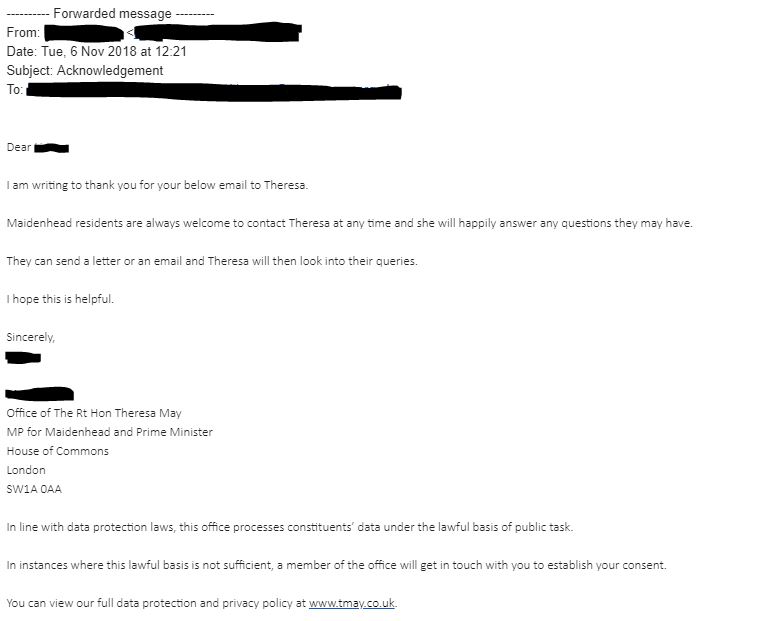 ---------- Forwarded message ---------
From: <
Date: Tue, 6 Nov 2018 at 12:21
Subject: Acknowledgement
To:
Dear
I am writing to thank you for your below email to Theresa.
Maidenhead residents are always welcome to contact Theresa at any time and she will happily answer any questions they may have.
They can send a letter or an email and Theresa will then look into their queries.
I hope this is helpful.
Sincerely,
Office of The Rt Hon Theresa May
MP for Maidenhead and Prime Minister
House of Commons
London
SW1A 0AA
In line with data protection laws, this office processes constituents' data under the lawful basis of public task.
In instances where this lawful basis is not sufficient, a member of the office will get in touch with you to establish your consent.
You can view our full data protection and privacy policy at www.tmay.co.uk.